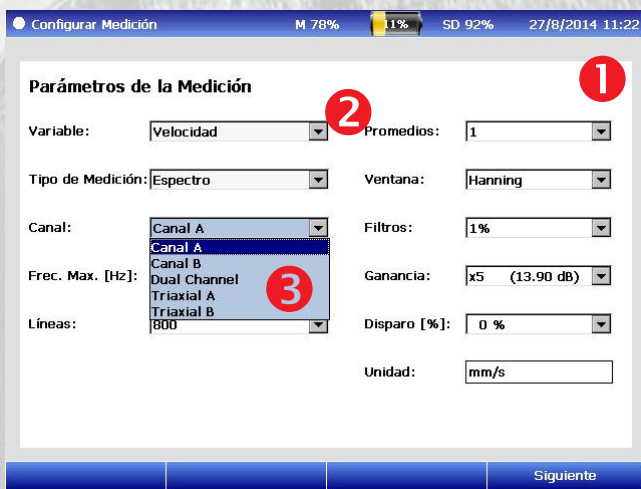 Configurar Medición M 78% 11% SD 92% 27/8/2014 11:22
1
Parámetros de la Medición
2
Variable: Velocidad Promedios: 1
Tipo de Medición: Espectro Ventana: Hanning
Canal: Canal A Filtros: 1%
Canal A
Canal B
Frec. Max. [Hz]: Dual Channel Ganancia: x5 (13.90 dB)
3
Triaxial A
Triaxial B
Líneas: 800 Disparo [%]: 0 %
Unidad: mm/s
Siguiente